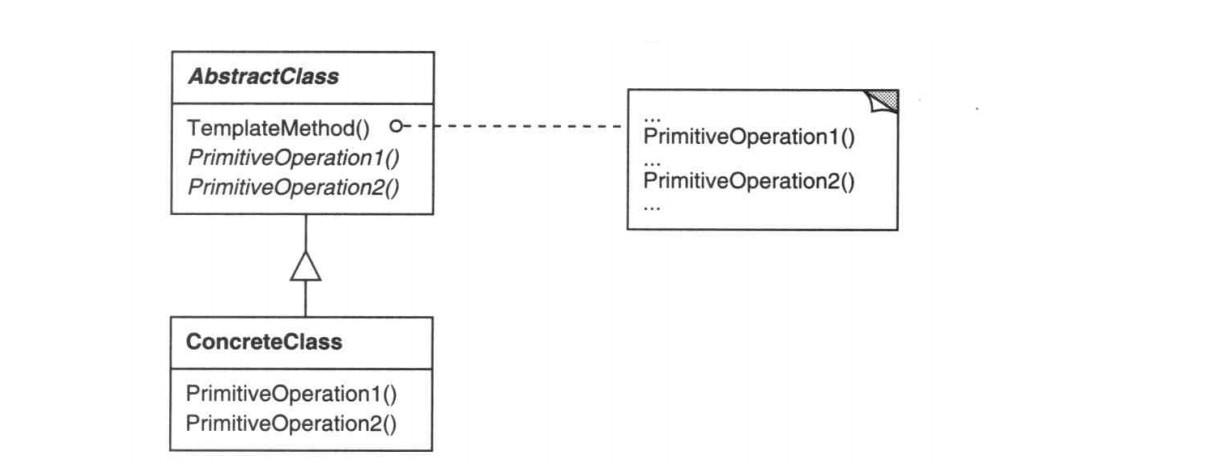 AbstractClass
TemplateMethod()
PrimitiveOperation1()
PrimitiveOperation2()
...
PrimitiveOperation1()
...
PrimitiveOperation2()
...
ConcreteClass
PrimitiveOperation1()
PrimitiveOperation2()